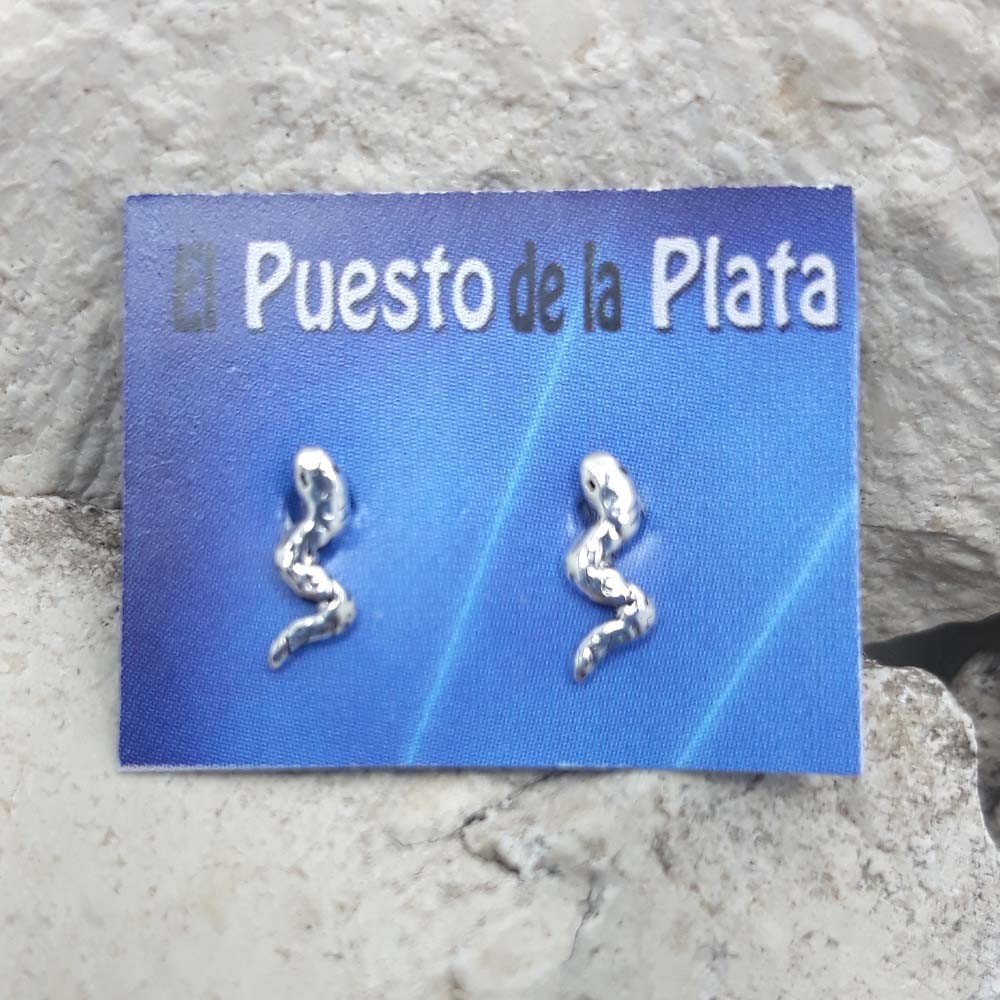 El Puesto de la Plata